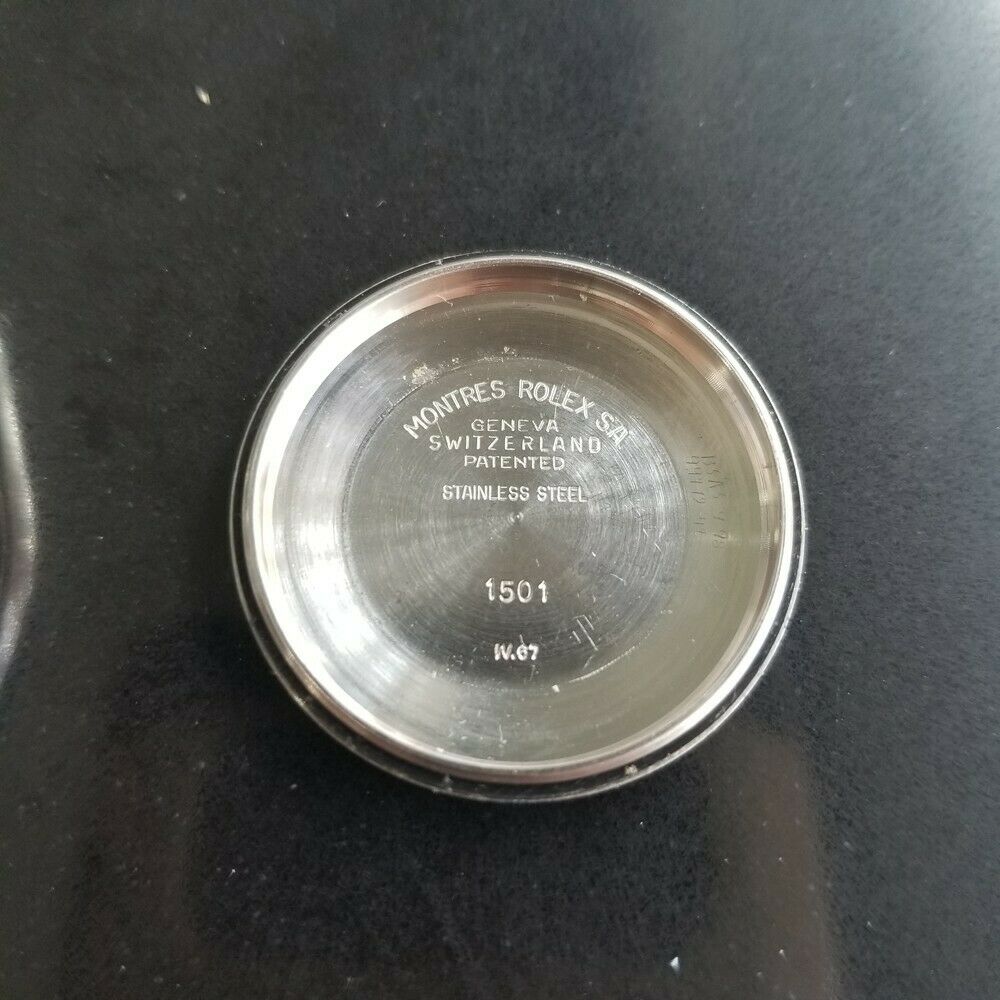 MONTRES ROLEX SA
GENEVA
SWITZERLAND
PATENTED
STAINLESS STEEL
1501
IV.67